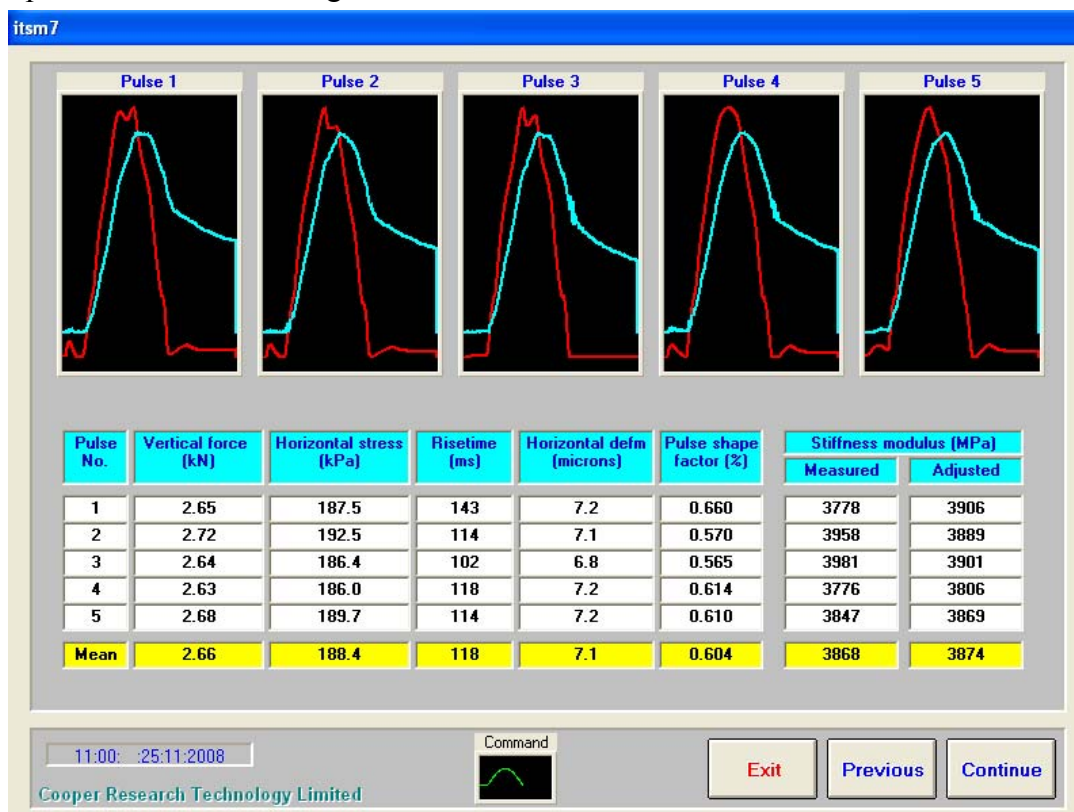 itsm7
Pulse 1 Pulse 2 Pulse 3 Pulse 4 Pulse 5
Pulse No. Vertical force (kN) Horizontal stress (kPa) Risetime (ms) Horizontal defm (microns) Pulse shape factor (%) Stiffness modulus (MPa)
Measured Adjusted
1 2.65 187.5 143 7.2 0.660 3778 3906
2 2.72 192.5 114 7.1 0.570 3958 3889
3 2.64 186.4 102 6.8 0.565 3981 3901
4 2.63 186.0 118 7.2 0.614 3776 3806
5 2.68 189.7 114 7.2 0.610 3847 3869
Mean 2.66 188.4 118 7.1 0.604 3868 3874
11:00: :25:11:2008
Command
Exit Previous Continue
Cooper Research Technology Limited